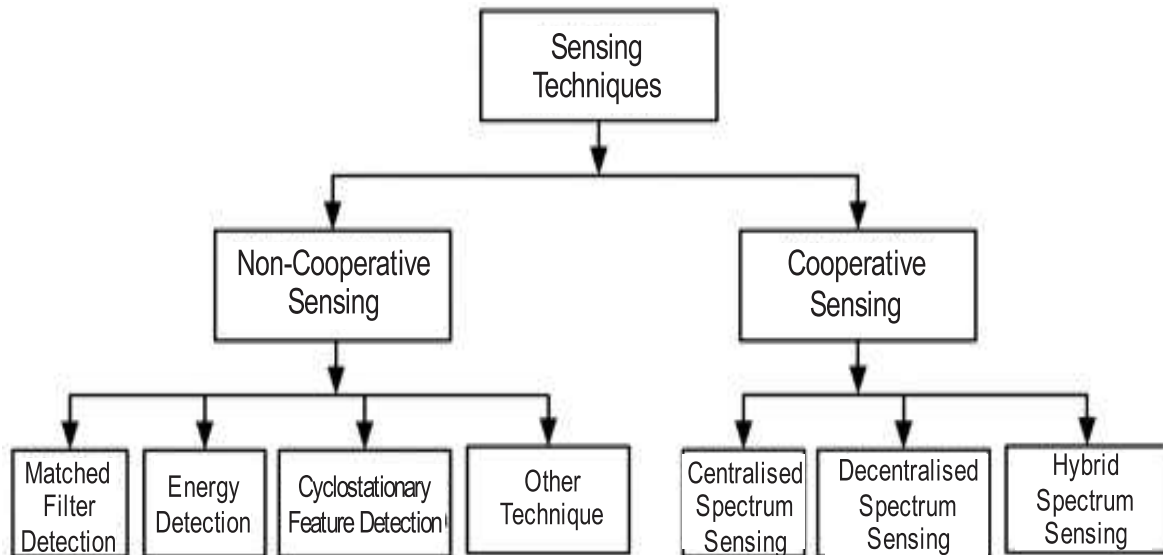 Sensing
Techniques
Non-Cooperative
Sensing
Cooperative
Sensing
Matched
Filter
Detection
Energy
Detection
Cyclostationary
Feature Detection
Other
Technique
Centralised
Spectrum
Sensing
Decentralised
Spectrum
Sensing
Hybrid
Spectrum
Sensing